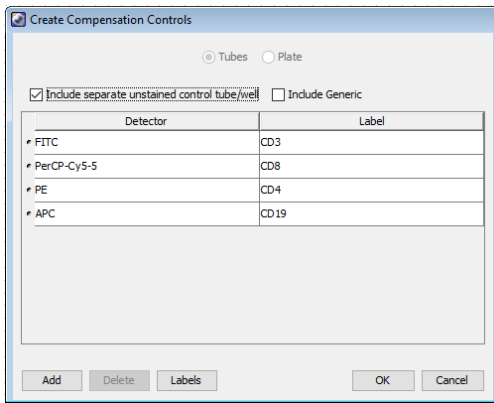 Create Compensation Controls
Tubes Plate
Include separate unstained control tube/well Include Generic
Detector Label
FITC CD3
PerCP-Cy5-5 CD8
PE CD4
APC CD19
Add Delete Labels OK Cancel